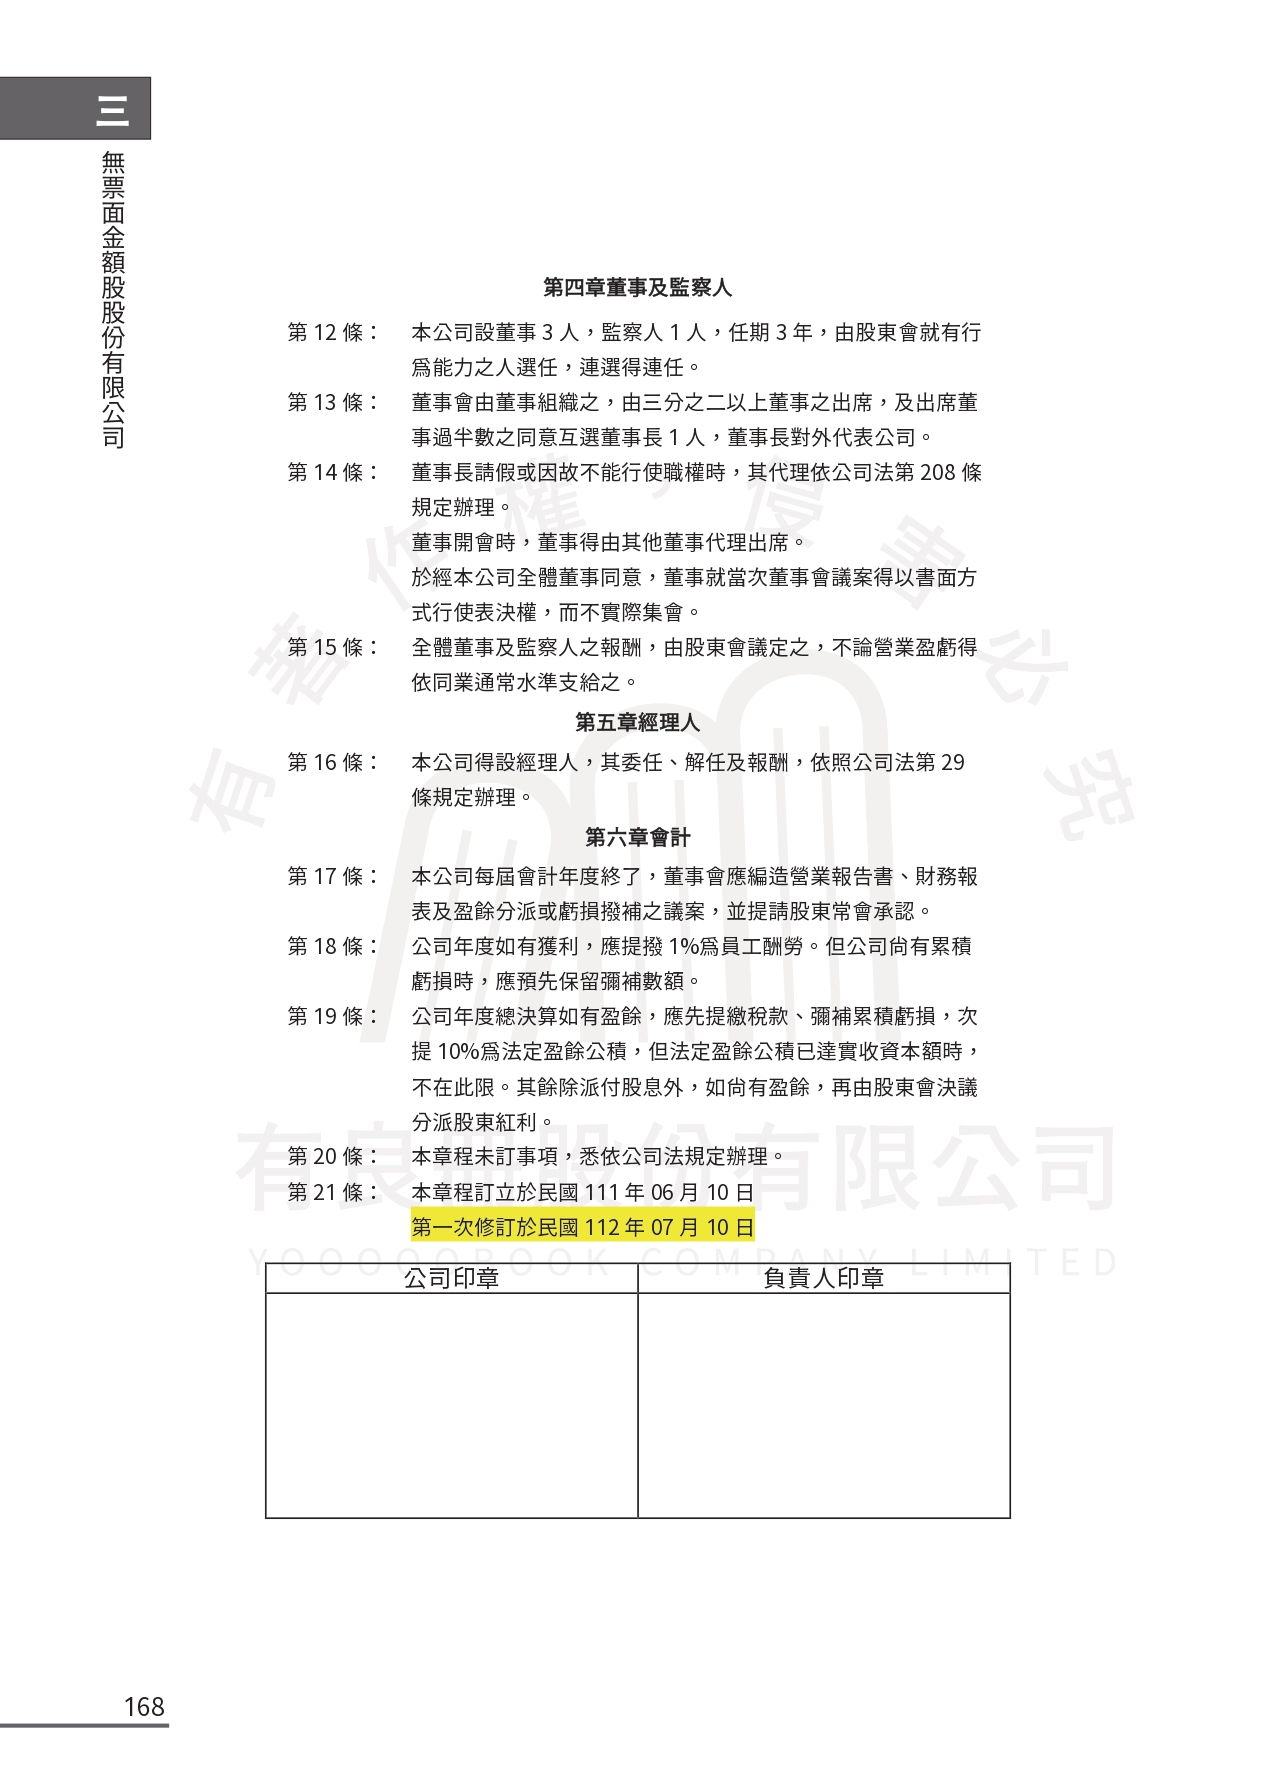 三
無票面金額股股份有限公司
第四章董事及監察人
第 12 條： 本公司設董事 3 人，監察人 1 人，任期 3 年，由股東會就有行
為能力之人選任，連選得連任。
第 13 條： 董事會由董事組織之，由三分之二以上董事之出席，及出席董
事過半數之同意互選董事長 1 人，董事長對外代表公司。
第 14 條： 董事長請假或因故不能行使職權時，其代理依公司法第 208 條
規定辦理。
董事開會時，董事得由其他董事代理出席。
於經本公司全體董事同意，董事就當次董事會議案得以書面方
式行使表決權，而不實際集會。
第 15 條： 全體董事及監察人之報酬，由股東會議定之，不論營業盈虧得
依同業通常水準支給之。
第五章經理人
第 16 條： 本公司得設經理人，其委任、解任及報酬，依照公司法第 29
條規定辦理。
第六章會計
第 17 條： 本公司每屆會計年度終了，董事會應編造營業報告書、財務報
表及盈餘分派或虧損撥補之議案，並提請股東常會承認。
第 18 條： 公司年度如有獲利，應提撥 1%為員工酬勞。但公司尚有累積
虧損時，應預先保留彌補數額。
第 19 條： 公司年度總決算如有盈餘，應先提繳稅款、彌補累積虧損，次
提 10%為法定盈餘公積，但法定盈餘公積已達實收資本額時，
不在此限。其餘除派付股息外，如尚有盈餘，再由股東會決議
分派股東紅利。
第 20 條： 本章程未訂事項，悉依公司法規定辦理。
第 21 條： 本章程訂立於民國 111 年 06 月 10 日
第一次修訂於民國 112 年 07 月 10 日
公司印章 負責人印章
168
有著作權，侵害必究
有良冊股份有限公司
YOOOOOBOOK COMPANY LIMITED